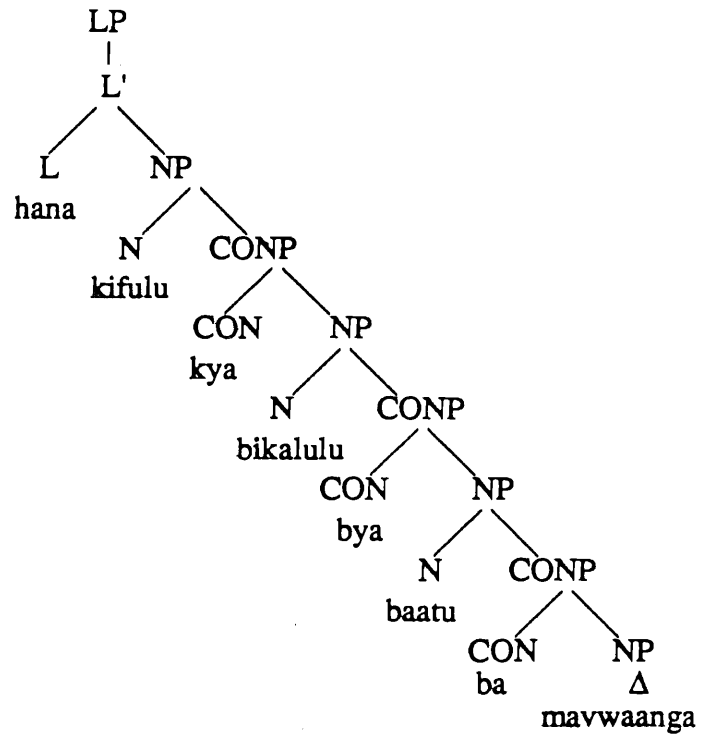 LP
L'
L NP
hana
N CONP
kifulu
CON NP
kya
N CONP
bikalulu
CON NP
bya
N CONP
baatu
CON NP
ba Δ
mavwaanga